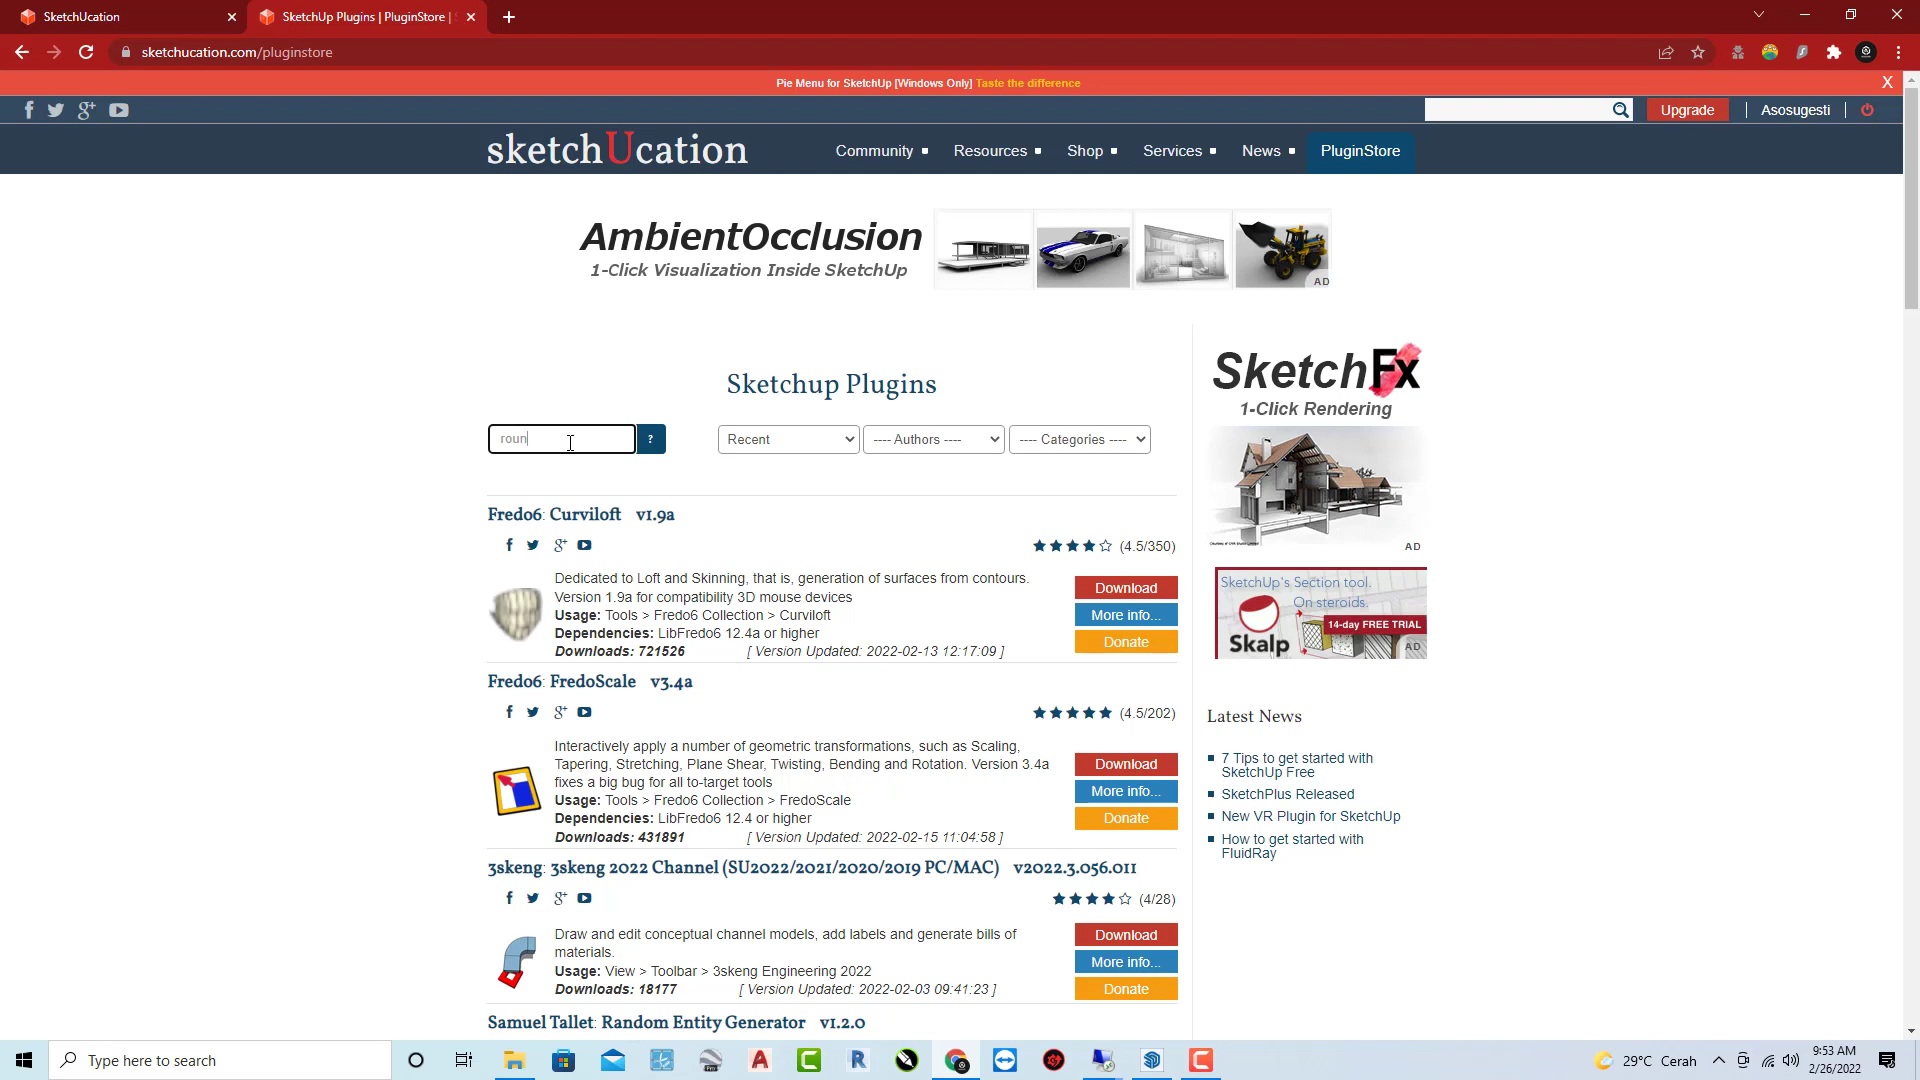 SketchUcation
SketchUp Plugins | PluginStore |
sketchucation.com/pluginstore
Pie Menu for SketchUp [Windows Only] Taste the difference
X
Upgrade
Asosugesti
sketchUcation
Community
Resources
Shop
Services
News
PluginStore
AmbientOcclusion
1-Click Visualization Inside SketchUp
AD
Sketchup Plugins
roun
?
Recent
---- Authors ----
---- Categories ----
Fredo6: Curviloft v1.9a
(4.5/350)
Dedicated to Loft and Skinning, that is, generation of surfaces from contours.
Version 1.9a for compatibility 3D mouse devices
Usage: Tools > Fredo6 Collection > Curviloft
Dependencies: LibFredo6 12.4a or higher
Downloads: 721526 [ Version Updated: 2022-02-13 12:17:09 ]
Download
More info...
Donate
Fredo6: FredoScale v3.4a
(4.5/202)
Interactively apply a number of geometric transformations, such as Scaling,
Tapering, Stretching, Plane Shear, Twisting, Bending and Rotation. Version 3.4a
fixes a big bug for all to-target tools
Usage: Tools > Fredo6 Collection > FredoScale
Dependencies: LibFredo6 12.4 or higher
Downloads: 431891 [ Version Updated: 2022-02-15 11:04:58 ]
Download
More info...
Donate
3skeng: 3skeng 2022 Channel (SU2022/2021/2020/2019 PC/MAC) v2022.3.056.011
(4/28)
Draw and edit conceptual channel models, add labels and generate bills of
materials.
Usage: View > Toolbar > 3skeng Engineering 2022
Downloads: 18177 [ Version Updated: 2022-02-03 09:41:23 ]
Download
More info...
Donate
Samuel Tallet: Random Entity Generator v1.2.0
SketchFx
1-Click Rendering
AD
SketchUp's Section tool.
On steroids.
14-day FREE TRIAL
Skalp
AD
Latest News
7 Tips to get started with
SketchUp Free
SketchPlus Released
New VR Plugin for SketchUp
How to get started with
FluidRay
Type here to search
29°C Cerah
9:53 AM
2/26/2022